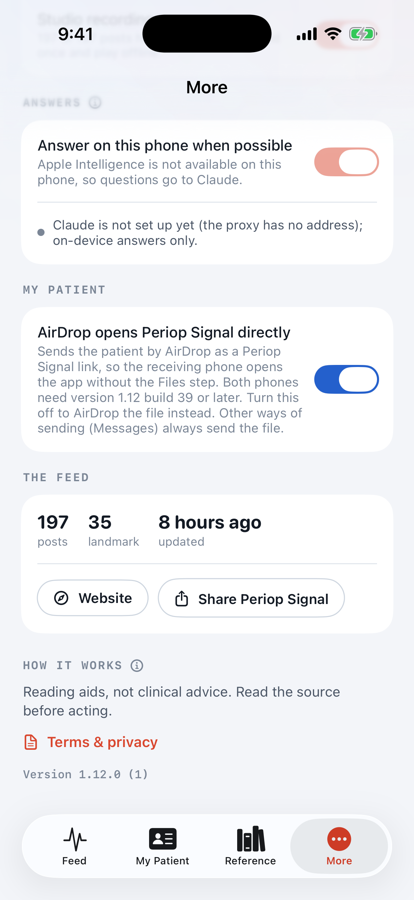 Studio recordin
9:41
More
ANSWERS
Answer on this phone when possible
Apple Intelligence is not available on this
phone, so questions go to Claude.
Claude is not set up yet (the proxy has no address);
on-device answers only.
MY PATIENT
AirDrop opens Periop Signal directly
Sends the patient by AirDrop as a Periop
Signal link, so the receiving phone opens
the app without the Files step. Both phones
need version 1.12 build 39 or later. Turn this
off to AirDrop the file instead. Other ways of
sending (Messages) always send the file.
THE FEED
197 35 8 hours ago
posts landmark updated
Website Share Periop Signal
HOW IT WORKS
Reading aids, not clinical advice. Read the source
before acting.
Terms & privacy
Version 1.12.0 (1)
Feed My Patient Reference More